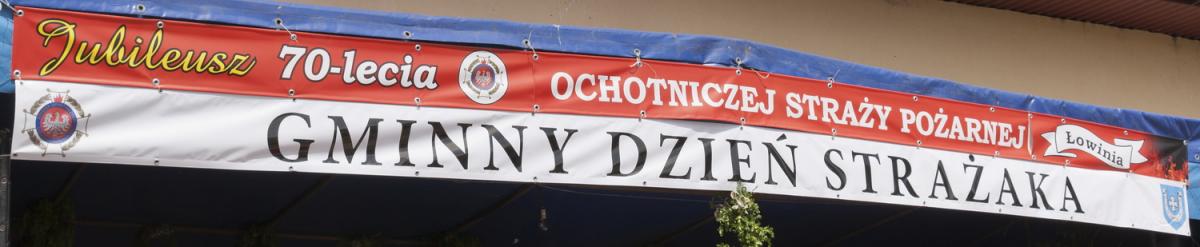 Jubileusz 70-lecia OCHOTNICZEJ STRAŻY POŻARNEJ Łowinia
GMINNY DZIEŃ STRAŻAKA